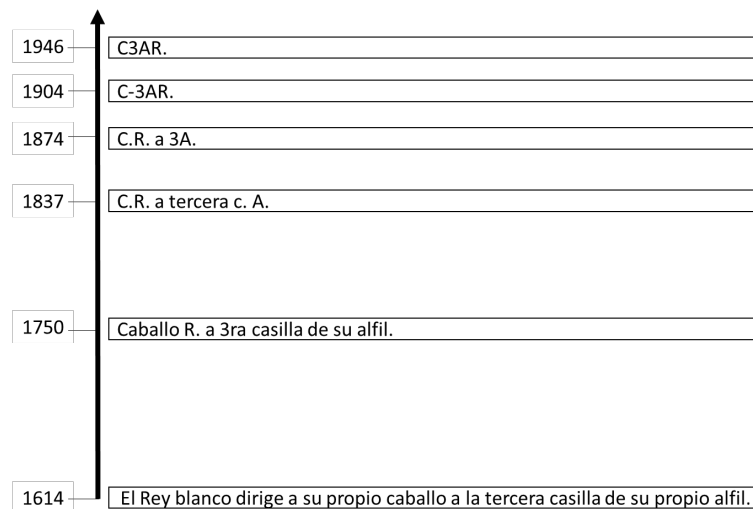 1946 C3AR.
1904 C-3AR.
1874 C.R. a 3A.
1837 C.R. a tercera c. A.
1750 Caballo R. a 3ra casilla de su alfil.
1614 El Rey blanco dirige a su propio caballo a la tercera casilla de su propio alfil.